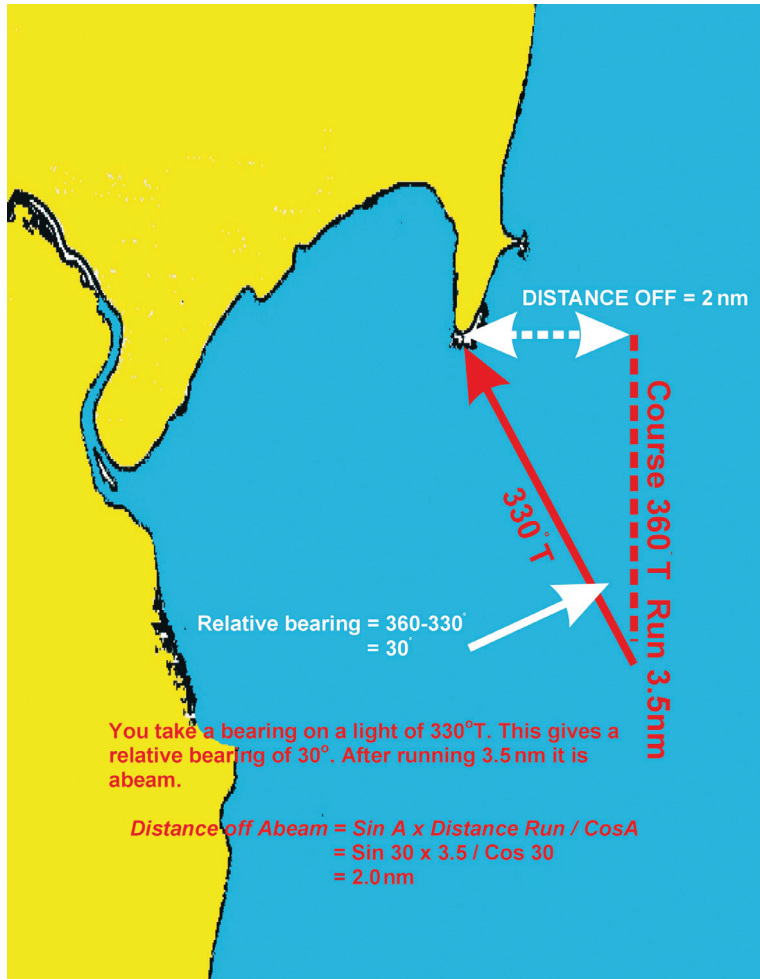 DISTANCE OFF = 2 nm
Course 360°T Run 3.5nm
330°T
Relative bearing = 360-330°
= 30°
You take a bearing on a light of 330°T. This gives a
relative bearing of 30°. After running 3.5 nm it is
abeam.
Distance off Abeam = Sin A x Distance Run / CosA
= Sin 30 x 3.5 / Cos 30
= 2.0 nm